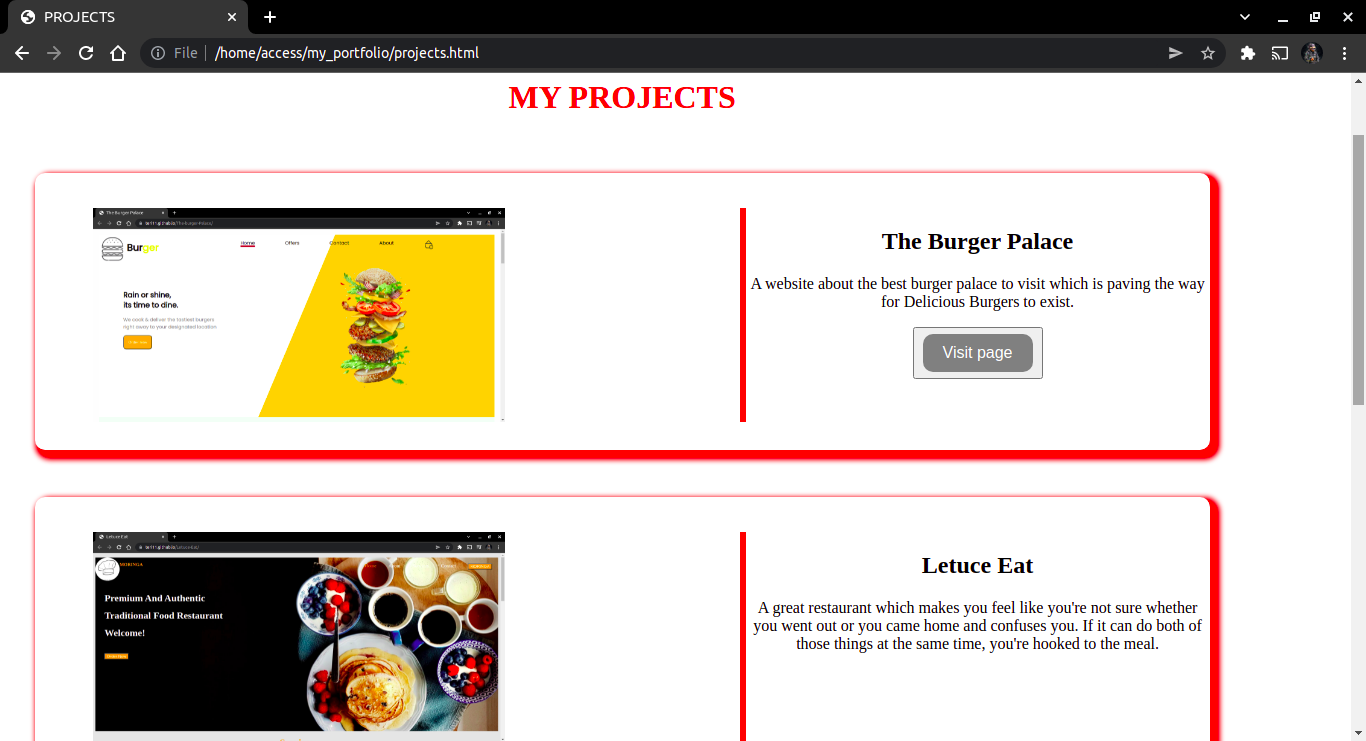 PROJECTS
File
/home/access/my_portfolio/projects.html
MY PROJECTS
The Burger Palace
Burger
Home Offers Contact About
Rain or shine,
its time to dine.
We cook & deliver the tastiest burgers
right away to your designated location
The Burger Palace
A website about the best burger palace to visit which is paving the way
for Delicious Burgers to exist.
Visit page
Letuce Eat
Premium And Authentic
Traditional Food Restaurant
Welcome!
Letuce Eat
A great restaurant which makes you feel like you're not sure whether
you went out or you came home and confuses you. If it can do both of
those things at the same time, you're hooked to the meal.